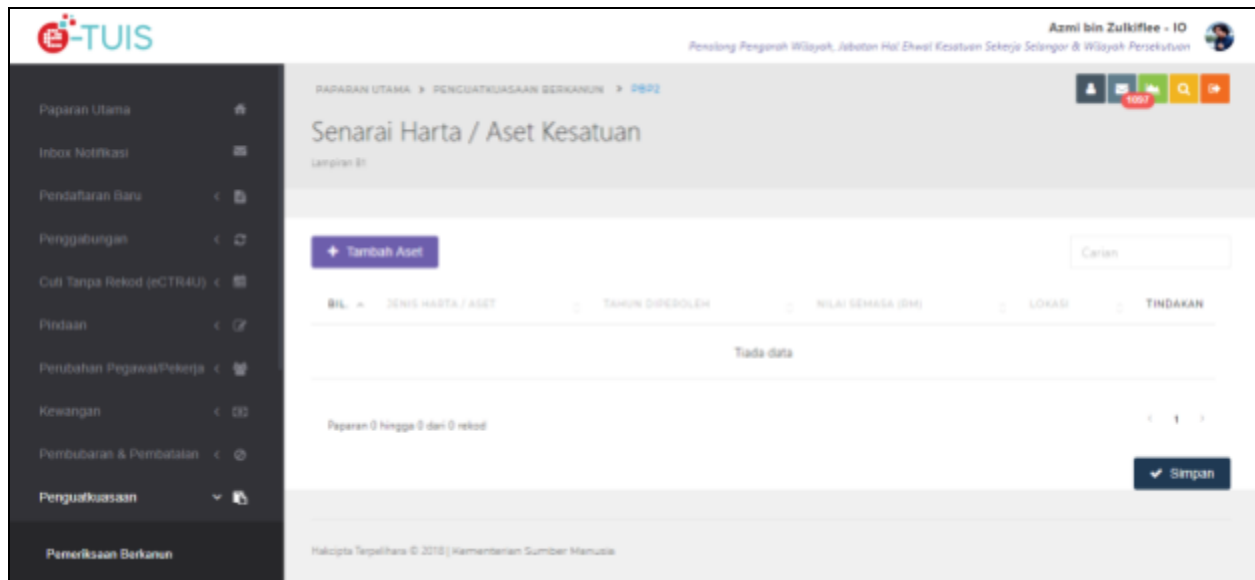 e-TUIS
Azmi bin Zulkiflee - IO
Penolong Pengarah Wilayah, Jabatan Hal Ehwal Kesatuan Sekerja Selangor & Wilayah Persekutuan
PAPARAN UTAMA > PENGUATKUASAAN BERKANUN > PBP2
1097
Senarai Harta / Aset Kesatuan
Lampiran B1
Paparan Utama
Inbox Notifikasi
Pendaftaran Baru
Penggabungan
Cuti Tanpa Rekod (eCTR4U)
Pindaan
Perubahan Pegawai/Pekerja
Kewangan
Pembubaran & Pembatalan
Penguatkuasaan
Pemeriksaan Berkanun
+ Tambah Aset
Carian
BIL. JENIS HARTA / ASET TAHUN DIPEROLEH NILAI SEMASA (RM) LOKASI TINDAKAN
Tiada data
Paparan 0 hingga 0 dari 0 rekod
< 1 >
Simpan
Hakcipta Terpelihara © 2018 | Kementerian Sumber Manusia